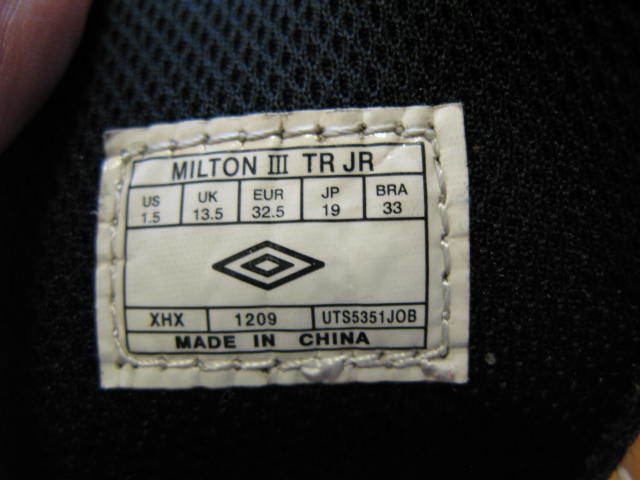 MILTON III TR JR
US UK EUR JP BRA
1.5 13.5 32.5 19 33
XHX 1209 UTS5351JOB
MADE IN CHINA